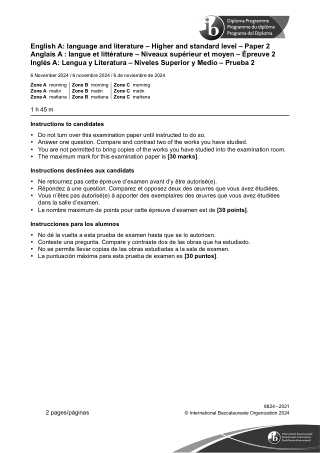 Diploma Programme
Programme du diplôme
Programa del Diploma
English A: language and literature – Higher and standard level – Paper 2
Anglais A : langue et littérature – Niveaux supérieur et moyen – Épreuve 2
Inglés A: Lengua y Literatura – Niveles Superior y Medio – Prueba 2
6 November 2024 / 6 novembre 2024 / 6 de noviembre de 2024
Zone A morning | Zone B morning | Zone C morning
Zone A matin | Zone B matin | Zone C matin
Zona A mañana | Zona B mañana | Zona C mañana
1 h 45 m
Instructions to candidates
• Do not turn over this examination paper until instructed to do so.
• Answer one question. Compare and contrast two of the works you have studied.
• You are not permitted to bring copies of the works you have studied into the examination room.
• The maximum mark for this examination paper is [30 marks].
Instructions destinées aux candidats
• Ne retournez pas cette épreuve d'examen avant d'y être autorisé(e).
• Répondez à une question. Comparez et opposez deux des œuvres que vous avez étudiées.
• Vous n'êtes pas autorisé(e) à apporter des exemplaires des œuvres que vous avez étudiées
dans la salle d'examen.
• Le nombre maximum de points pour cette épreuve d'examen est de [30 points].
Instrucciones para los alumnos
• No dé la vuelta a esta prueba de examen hasta que se lo autoricen.
• Conteste una pregunta. Compare y contraste dos de las obras que ha estudiado.
• No se permite llevar copias de las obras estudiadas a la sala de examen.
• La puntuación máxima para esta prueba de examen es [30 puntos].
8824–2021
2 pages/páginas
© International Baccalaureate Organization 2024
International Baccalaureate
Baccalauréat International
Bachillerato Internacional